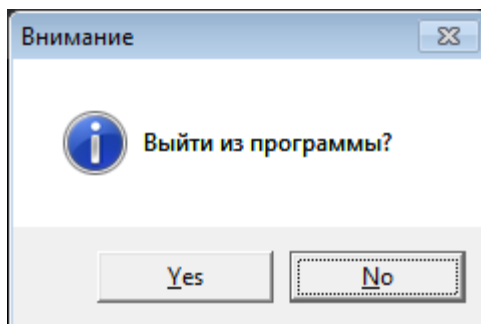 Внимание
Выйти из программы?
Yes
No